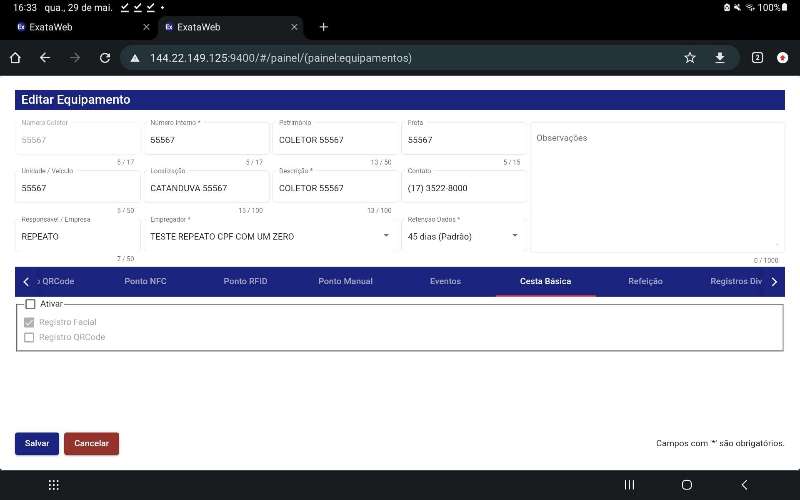 16:33 qua., 29 de mai.
100%
Ex ExataWeb
Ex ExataWeb
144.22.149.125:9400/#/painel/(painel:equipamentos)
2
Editar Equipamento
Número Coletor
55567
5 / 17
Número Interno *
55567
5 / 17
Patrimônio
COLETOR 55567
13 / 50
Frota
55567
5 / 15
Observações
0 / 1000
Unidade / Veículo
55567
5 / 50
Localização
CATANDUVA 55567
15 / 100
Descrição *
COLETOR 55567
13 / 100
Contato
(17) 3522-8000
Responsável / Empresa
REPEATO
7 / 50
Empregador *
TESTE REPEATO CPF COM UM ZERO
Retenção Dados *
45 dias (Padrão)
QRCode
Ponto NFC
Ponto RFID
Ponto Manual
Eventos
Cesta Básica
Refeição
Registros Div
Ativar
Registro Facial
Registro QRCode
Salvar
Cancelar
Campos com '*' são obrigatórios.